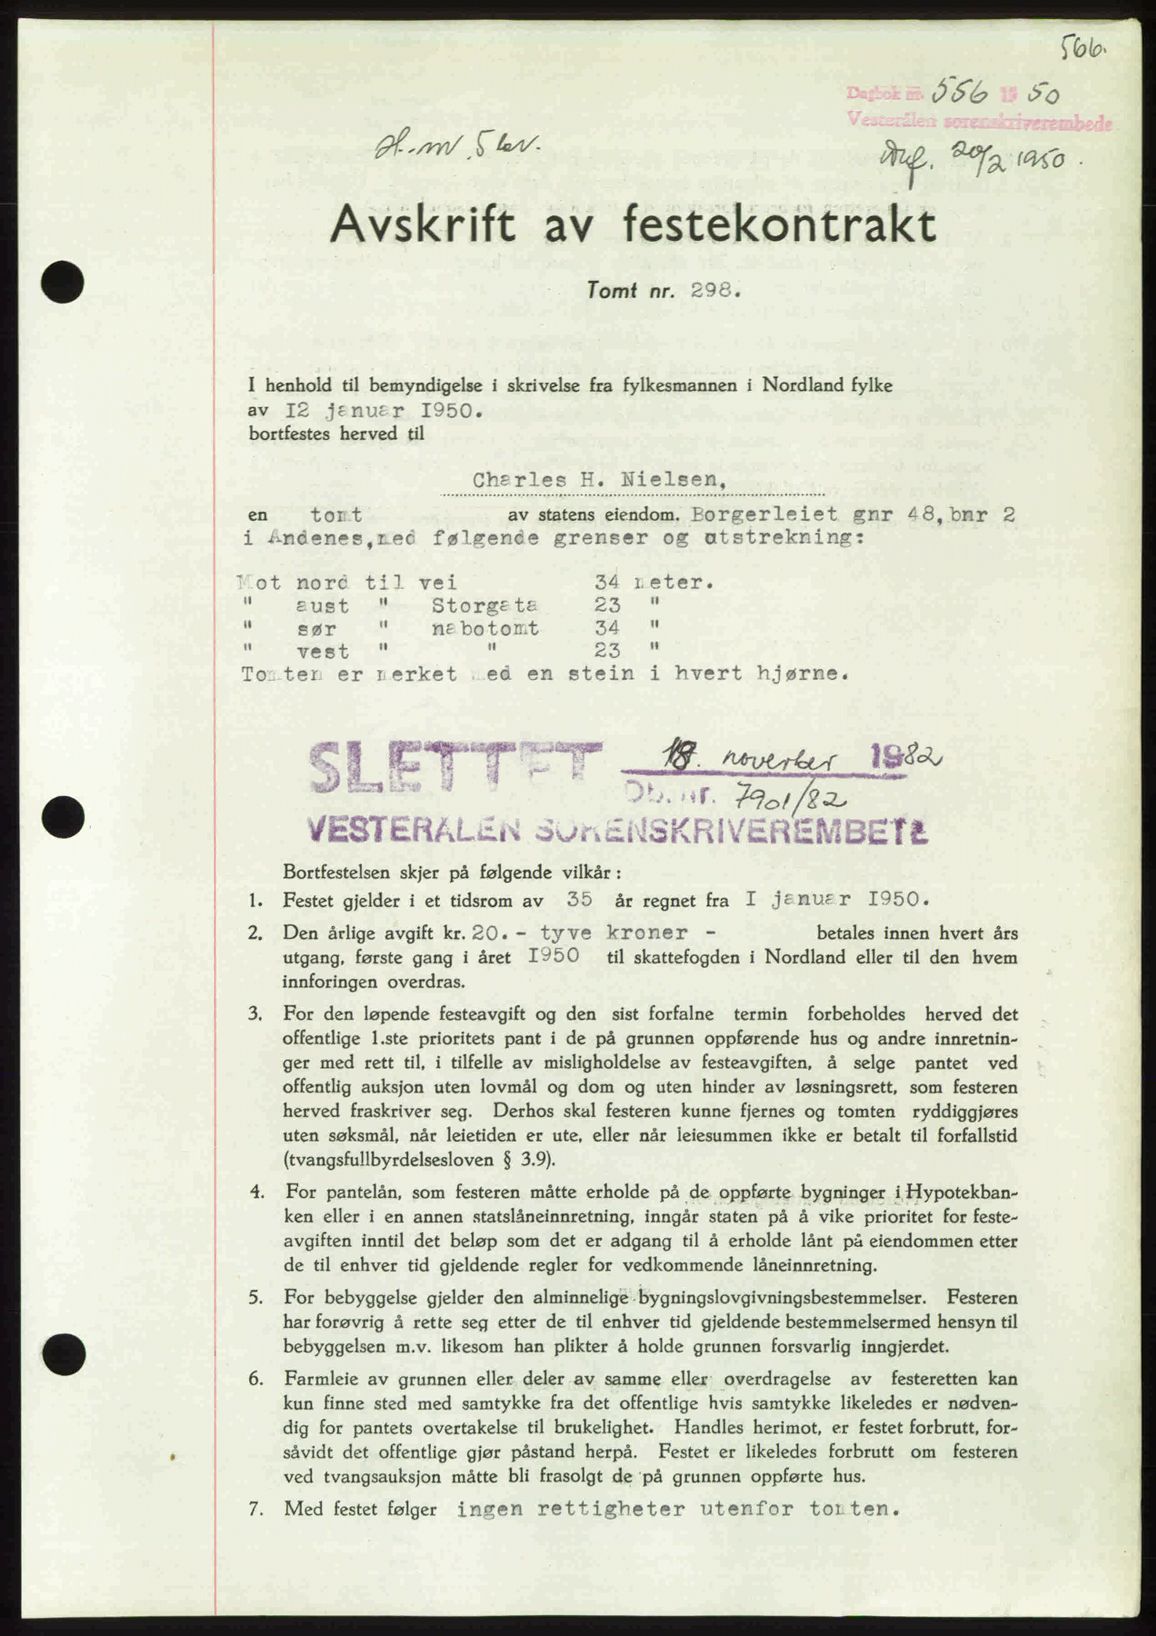 566.
Dagbok nr. 556 19 50
Vesterålen sorenskriverembede
20/2 1950.
Avskrift av festekontrakt
Tomt nr. 298.
I henhold til bemyndigelse i skrivelse fra fylkesmannen i Nordland fylke
av I2 januar I950.
bortfestes herved til
Charles H. Nielsen,
en tomt av statens eiendom. Borgerleiet gnr 48, bnr 2
i Andenes, med følgende grenser og utstrekning:
Mot nord til vei 34 meter.
" aust " Storgata 23 "
" sør " nabotomt 34 "
" vest " " 23 "
Tomten er merket med en stein i hvert hjørne.
SLETTET 18. november 1982
Db. nr. 7901/82
VESTERÅLEN SORENSKRIVEREMBETE
Bortfestelsen skjer på følgende vilkår:
1. Festet gjelder i et tidsrom av 35 år regnet fra I januar I950.
2. Den årlige avgift kr. 20.- tyve kroner - betales innen hvert års
utgang, første gang i året I950 til skattefogden i Nordland eller til den hvem
innforingen overdras.
3. For den løpende festeavgift og den sist forfalne termin forbeholdes herved det
offentlige 1.ste prioritets pant i de på grunnen oppførende hus og andre innretnin-
ger med rett til, i tilfelle av misligholdelse av festeavgiften, å selge pantet ved
offentlig auksjon uten lovmål og dom og uten hinder av løsningsrett, som festeren
herved fraskriver seg. Derhos skal festeren kunne fjernes og tomten ryddiggjøres
uten søksmål, når leietiden er ute, eller når leiesummen ikke er betalt til forfallstid
(tvangsfullbyrdelsesloven § 3.9).
4. For pantelån, som festeren måtte erholde på de oppførte bygninger i Hypotekban-
ken eller i en annen statslåneinnretning, inngår staten på å vike prioritet for feste-
avgiften inntil det beløp som det er adgang til å erholde lånt på eiendommen etter
de til enhver tid gjeldende regler for vedkommende låneinnretning.
5. For bebyggelse gjelder den alminnelige bygningslovgivningsbestemmelser. Festeren
har forøvrig å rette seg etter de til enhver tid gjeldende bestemmelsermed hensyn til
bebyggelsen m.v. likesom han plikter å holde grunnen forsvarlig inngjerdet.
6. Farmleie av grunnen eller deler av samme eller overdragelse av festeretten kan
kun finne sted med samtykke fra det offentlige hvis samtykke likeledes er nødven-
dig for pantets overtakelse til brukelighet. Handles herimot, er festet forbrutt, for-
såvidt det offentlige gjør påstand herpå. Festet er likeledes forbrutt om festeren
ved tvangsauksjon måtte bli frasolgt de på grunnen oppførte hus.
7. Med festet følger ingen rettigheter utenfor tomten.